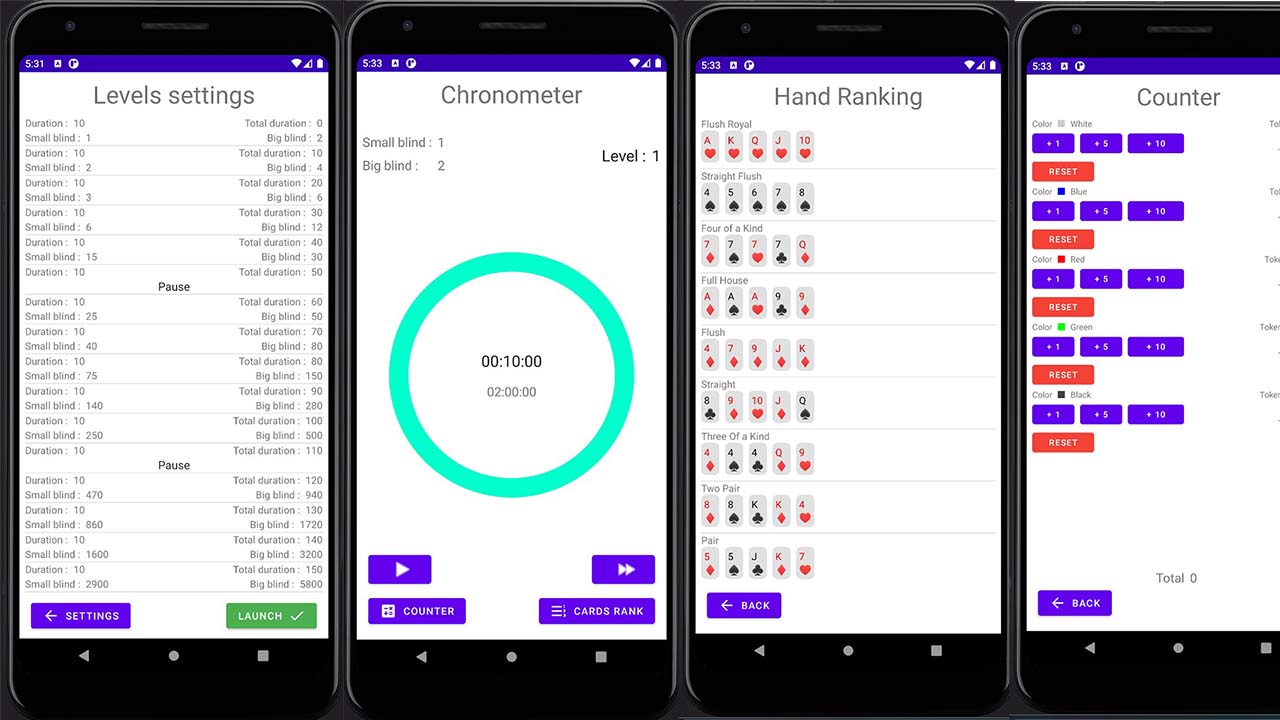 5:31
Levels settings
Duration : 10 Total duration : 0
Small blind : 1 Big blind : 2
Duration : 10 Total duration : 10
Small blind : 2 Big blind : 4
Duration : 10 Total duration : 20
Small blind : 3 Big blind : 6
Duration : 10 Total duration : 30
Small blind : 6 Big blind : 12
Duration : 10 Total duration : 40
Small blind : 15 Big blind : 30
Duration : 10 Total duration : 50
Pause
Duration : 10 Total duration : 60
Small blind : 25 Big blind : 50
Duration : 10 Total duration : 70
Small blind : 40 Big blind : 80
Duration : 10 Total duration : 80
Small blind : 75 Big blind : 150
Duration : 10 Total duration : 90
Small blind : 140 Big blind : 280
Duration : 10 Total duration : 100
Small blind : 250 Big blind : 500
Duration : 10 Total duration : 110
Pause
Duration : 10 Total duration : 120
Small blind : 470 Big blind : 940
Duration : 10 Total duration : 130
Small blind : 860 Big blind : 1720
Duration : 10 Total duration : 140
Small blind : 1600 Big blind : 3200
Duration : 10 Total duration : 150
Small blind : 2900 Big blind : 5800
SETTINGS LAUNCH
5:33
Chronometer
Small blind : 1
Level : 1
Big blind : 2
00:10:00
02:00:00
COUNTER CARDS RANK
5:33
Hand Ranking
Flush Royal
A K Q J 10
Straight Flush
4 5 6 7 8
Four of a Kind
7 7 7 7 Q
Full House
A A A 9 9
Flush
4 7 9 J K
Straight
8 9 10 J Q
Three Of a Kind
4 4 4 Q 9
Two Pair
8 8 K K 4
Pair
5 5 J K 7
BACK
5:33
Counter
Color White
+ 1 + 5 + 10
RESET
Color Blue
+ 1 + 5 + 10
RESET
Color Red
+ 1 + 5 + 10
RESET
Color Green Token
+ 1 + 5 + 10
RESET
Color Black Token
+ 1 + 5 + 10
RESET
Total 0
BACK